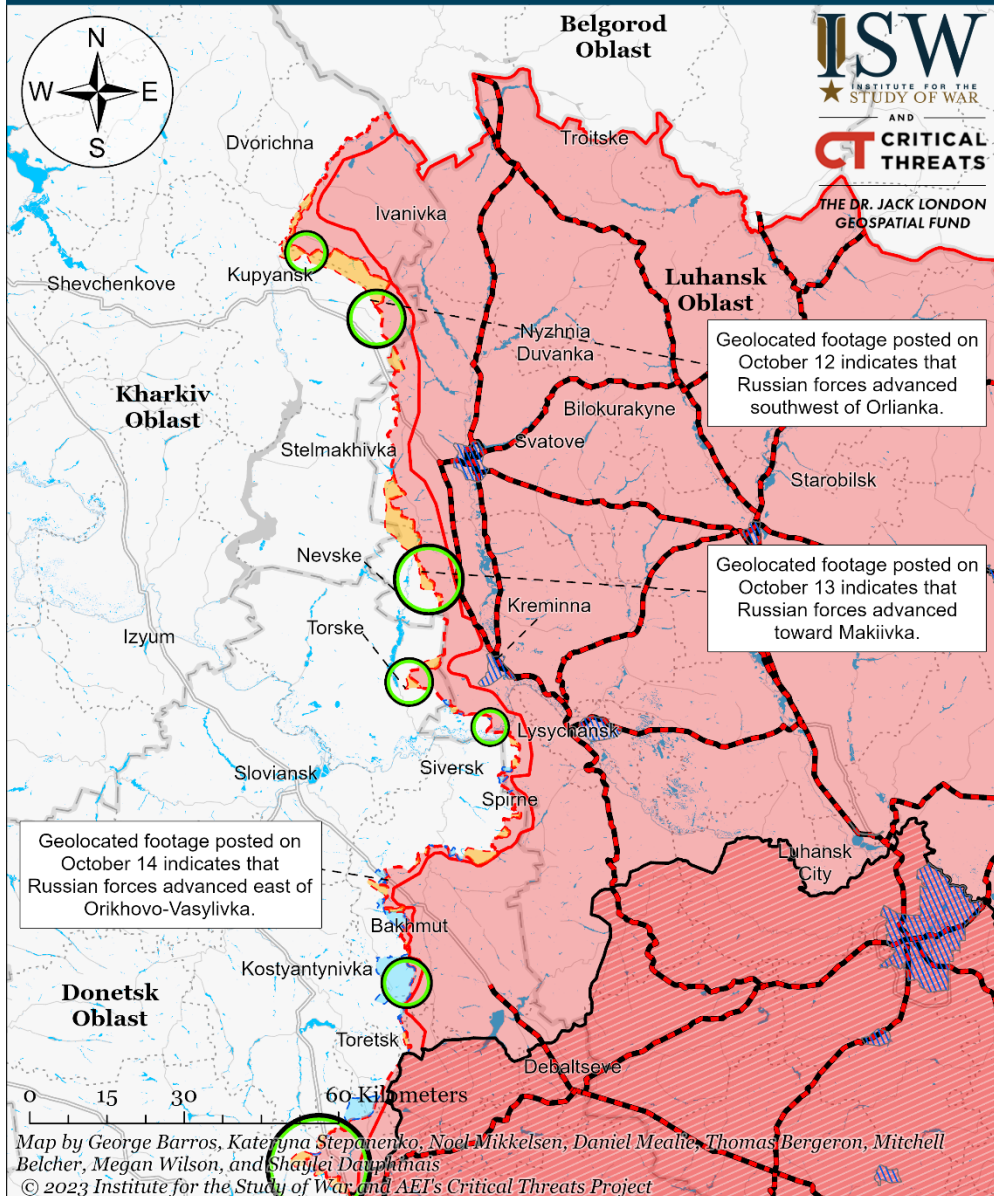 N
W
E
S
Belgorod
Oblast
ISW
INSTITUTE FOR THE
STUDY OF WAR
AND
CT CRITICAL
THREATS
THE DR. JACK LONDON
GEOSPATIAL FUND
Dvorichna
Troitske
Ivanivka
Kupyansk
Shevchenkove
Luhansk
Oblast
Nyzhnia
Duvanka
Geolocated footage posted on
October 12 indicates that
Russian forces advanced
southwest of Orlianka.
Kharkiv
Oblast
Bilokurakyne
Stelmakhivka
Svatove
Starobilsk
Nevske
Geolocated footage posted on
October 13 indicates that
Russian forces advanced
toward Makiivka.
Kreminna
Torske
Izyum
Lysychansk
Siversk
Sloviansk
Spirne
Geolocated footage posted on
October 14 indicates that
Russian forces advanced east of
Orikhovo-Vasylivka.
Luhansk
City
Bakhmut
Kostyantynivka
Donetsk
Oblast
Toretsk
Debaltseve
0 15 30 60 Kilometers
Map by George Barros, Kateryna Stepanenko, Noel Mikkelsen, Daniel Mealie, Thomas Bergeron, Mitchell
Belcher, Megan Wilson, and Shaylei Dauphinais
© 2023 Institute for the Study of War and AEI's Critical Threats Project